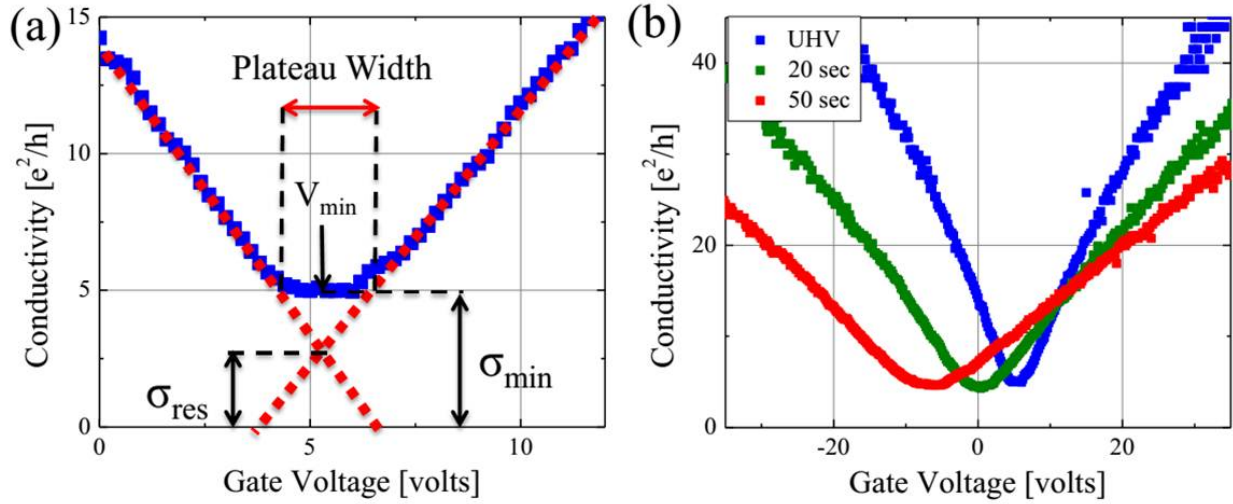 (a)
15
10
5
0
Conductivity [e²/h]
Plateau Width
V_min
σ_res
σ_min
0
5
10
Gate Voltage [volts]
(b)
UHV
20 sec
50 sec
40
20
0
Conductivity [e²/h]
-20
0
20
Gate Voltage [volts]